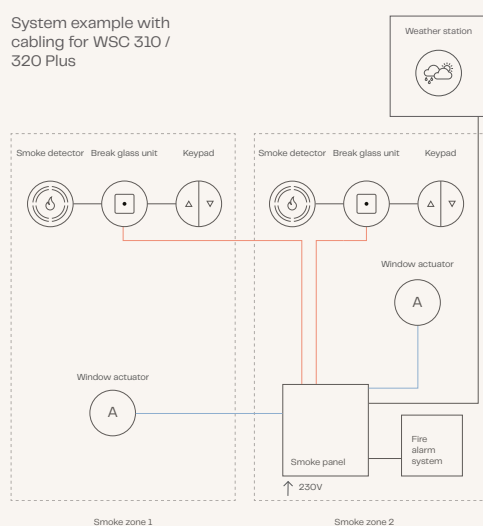 System example with
cabling for WSC 310 /
320 Plus
Weather station
Smoke detector Break glass unit Keypad
Smoke detector Break glass unit Keypad
Window actuator
A
Window actuator
A
Smoke panel
Fire
alarm
system
230V
Smoke zone 1
Smoke zone 2